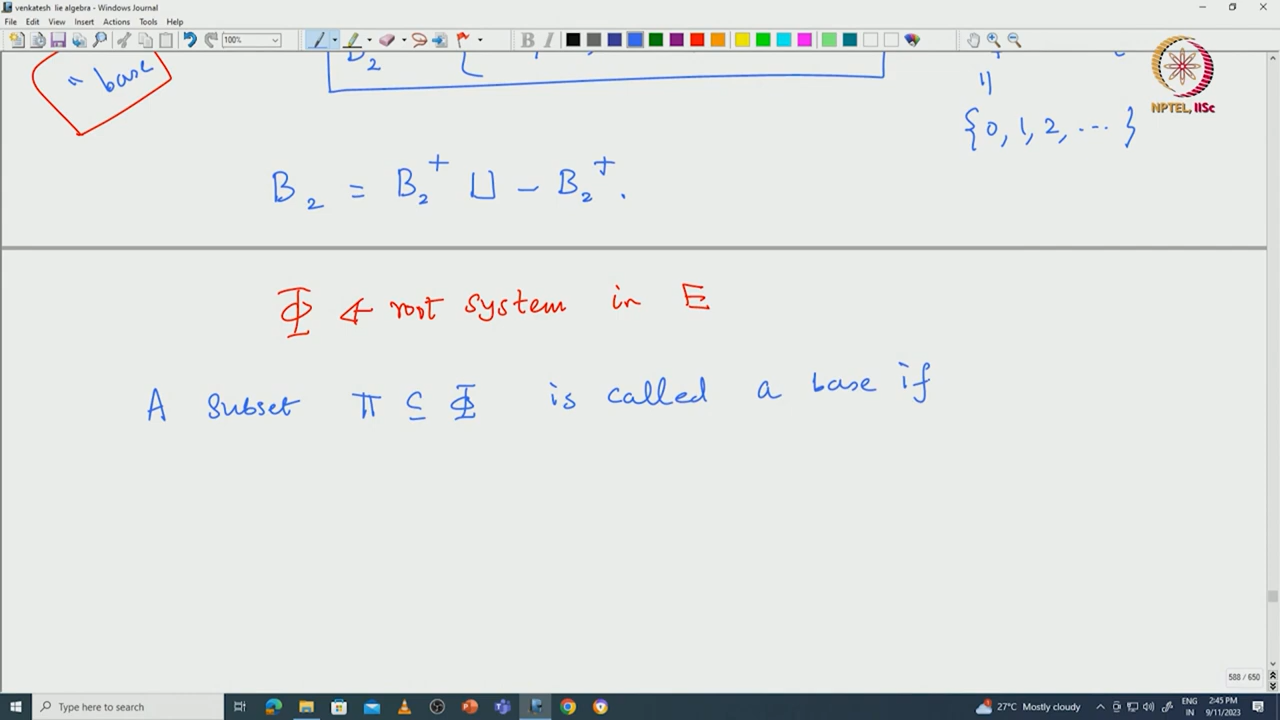 venkatesh lie algebra - Windows Journal
File Edit View Insert Actions Tools Help
100%
B I
NPTEL, IISc
" base
B₂
{0, 1, 2, ... }
B₂ = B₂⁺ ⊔ - B₂⁺.
Φ ← root system in E
A subset π ⊆ Φ is called a base if
588 / 650
Type here to search
27°C Mostly cloudy
ENG
IN
2:45 PM
9/11/2023